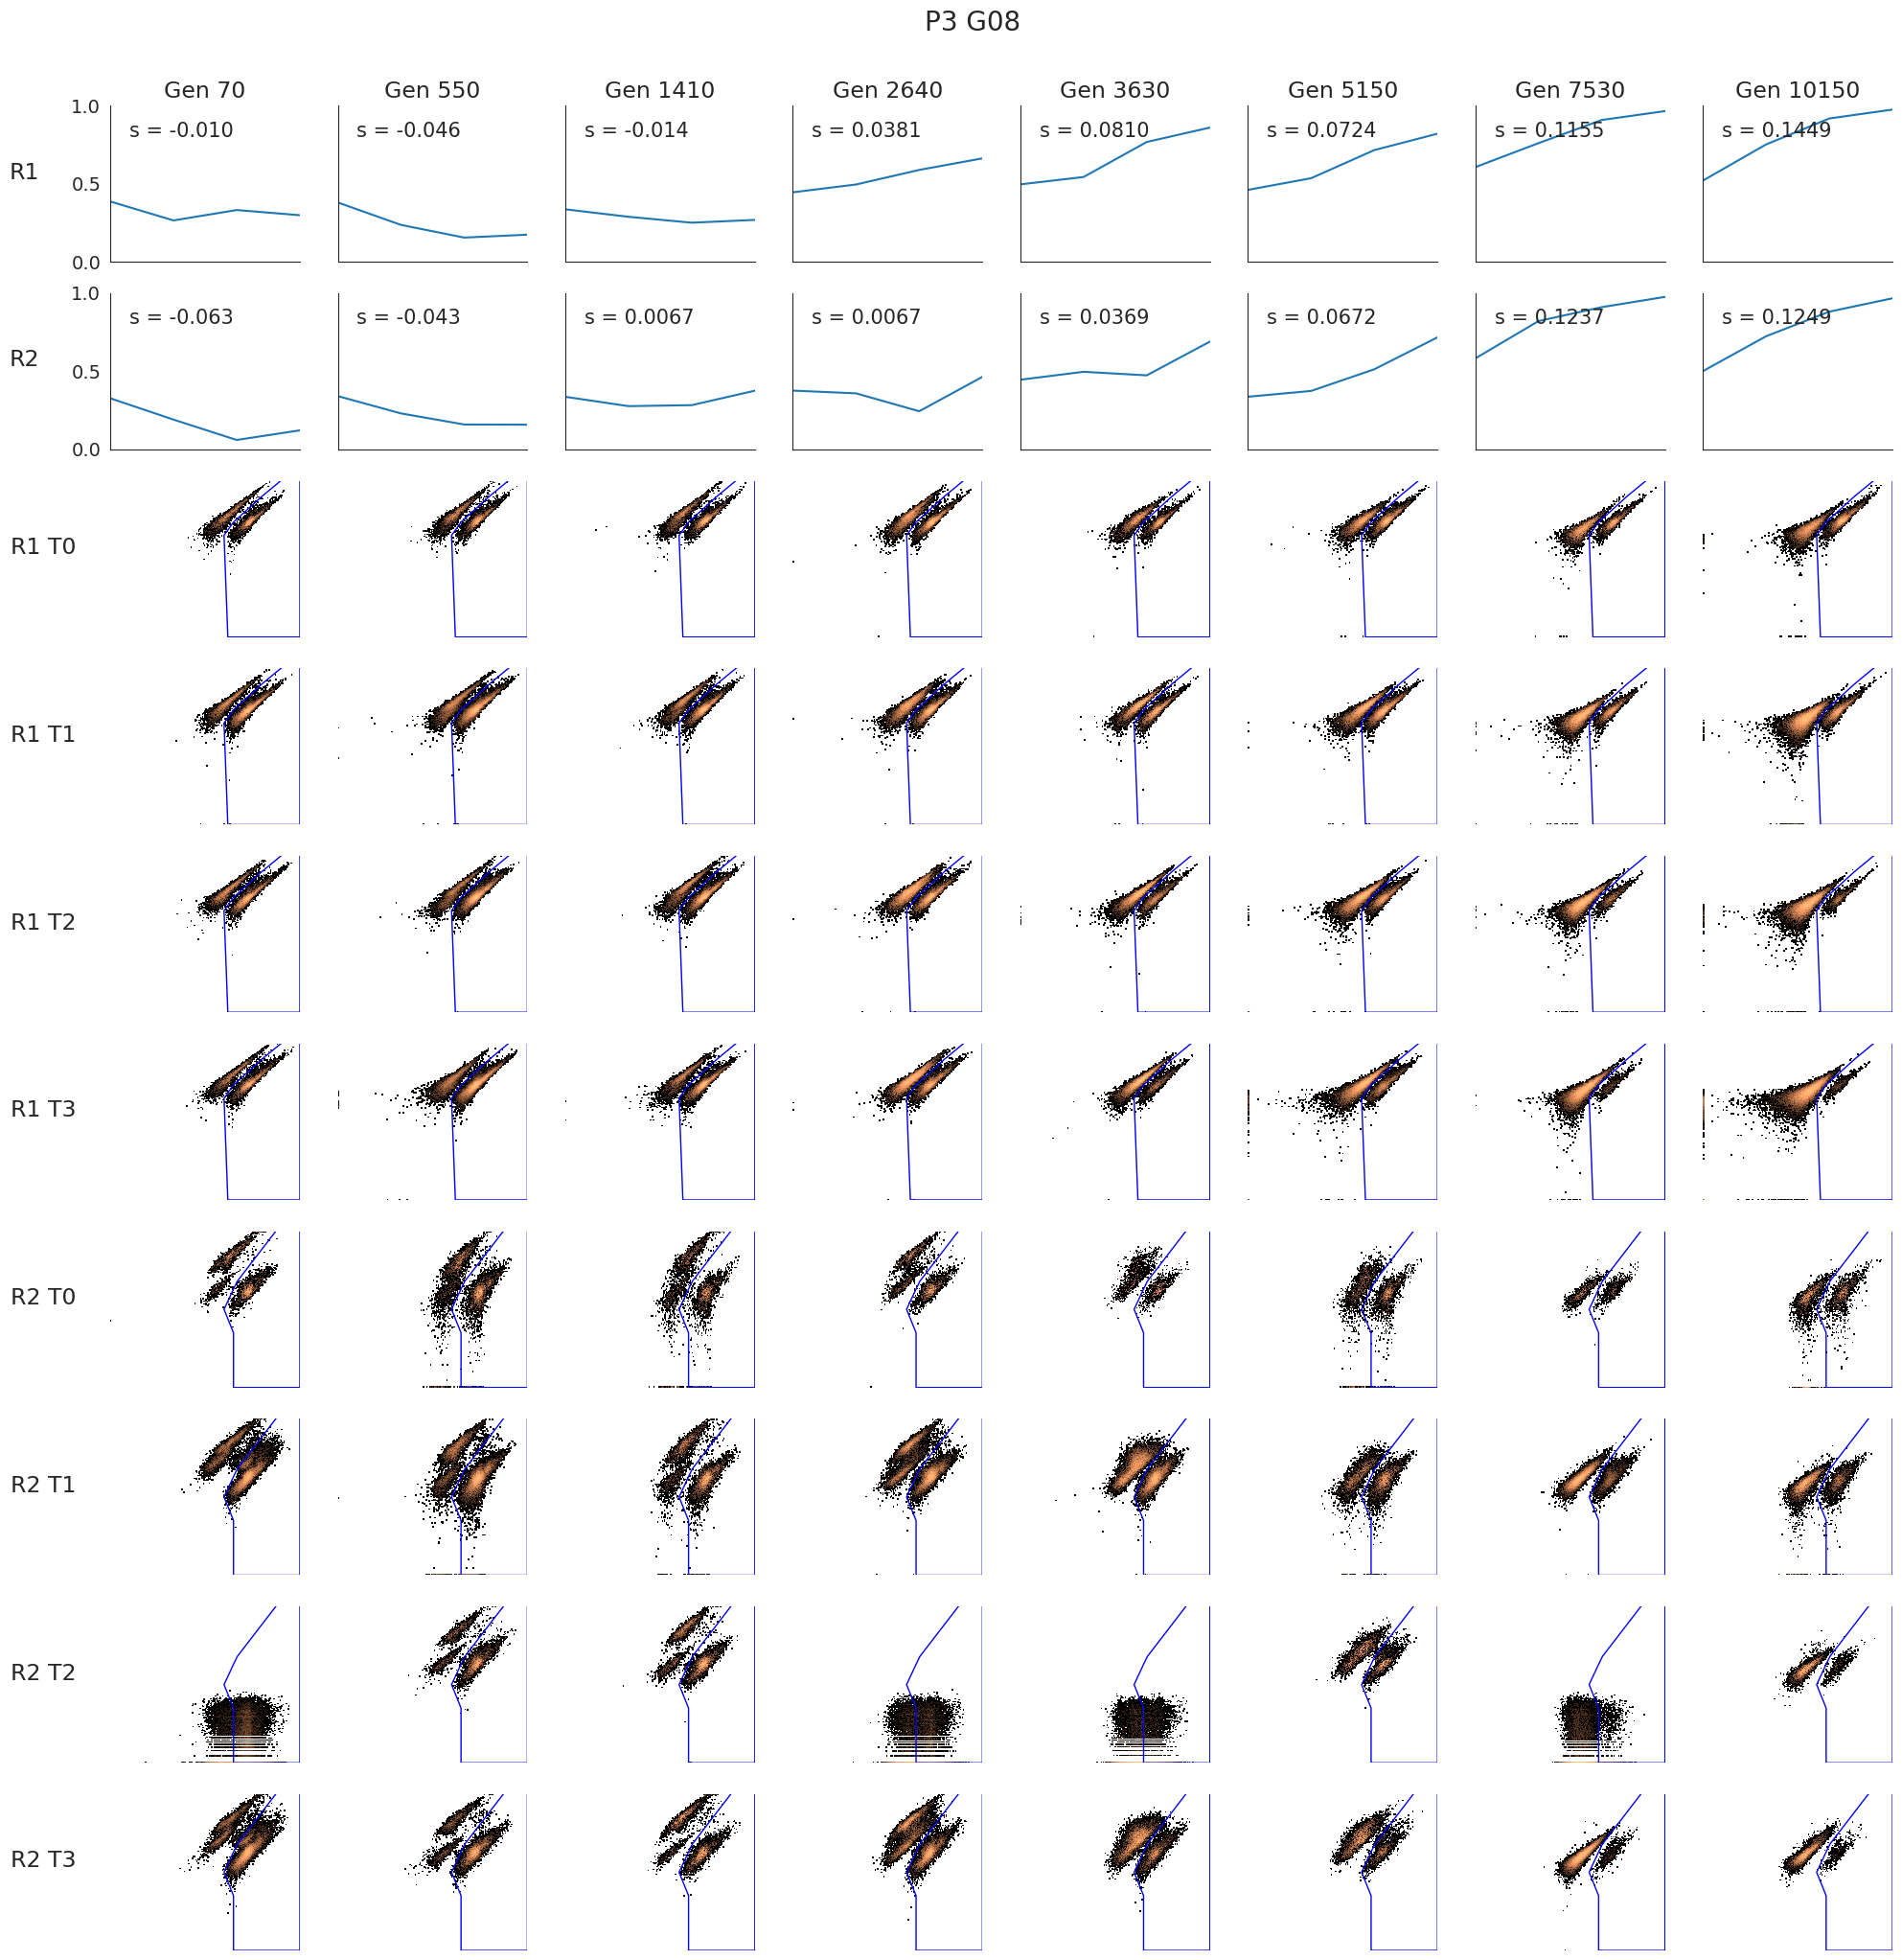 P3 G08
Gen 70 Gen 550 Gen 1410 Gen 2640 Gen 3630 Gen 5150 Gen 7530 Gen 10150
1.0
s = -0.010 s = -0.046 s = -0.014 s = 0.0381 s = 0.0810 s = 0.0724 s = 0.1155 s = 0.1449
R1
0.5
0.0
1.0
s = -0.063 s = -0.043 s = 0.0067 s = 0.0067 s = 0.0369 s = 0.0672 s = 0.1237 s = 0.1249
R2
0.5
0.0
R1 T0
R1 T1
R1 T2
R1 T3
R2 T0
R2 T1
R2 T2
R2 T3